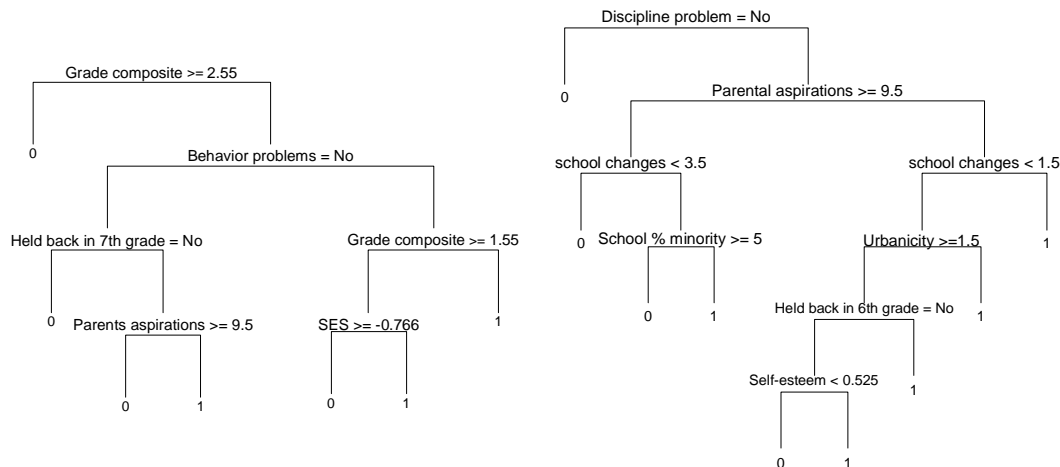 Grade composite >= 2.55
0
Behavior problems = No
Held back in 7th grade = No
Grade composite >= 1.55
0
Parents aspirations >= 9.5
SES >= -0.766
1
0
1
0
1
Discipline problem = No
0
Parental aspirations >= 9.5
school changes < 3.5
school changes < 1.5
0
School % minority >= 5
Urbanicity >=1.5
1
0
1
Held back in 6th grade = No
1
Self-esteem < 0.525
1
0
1